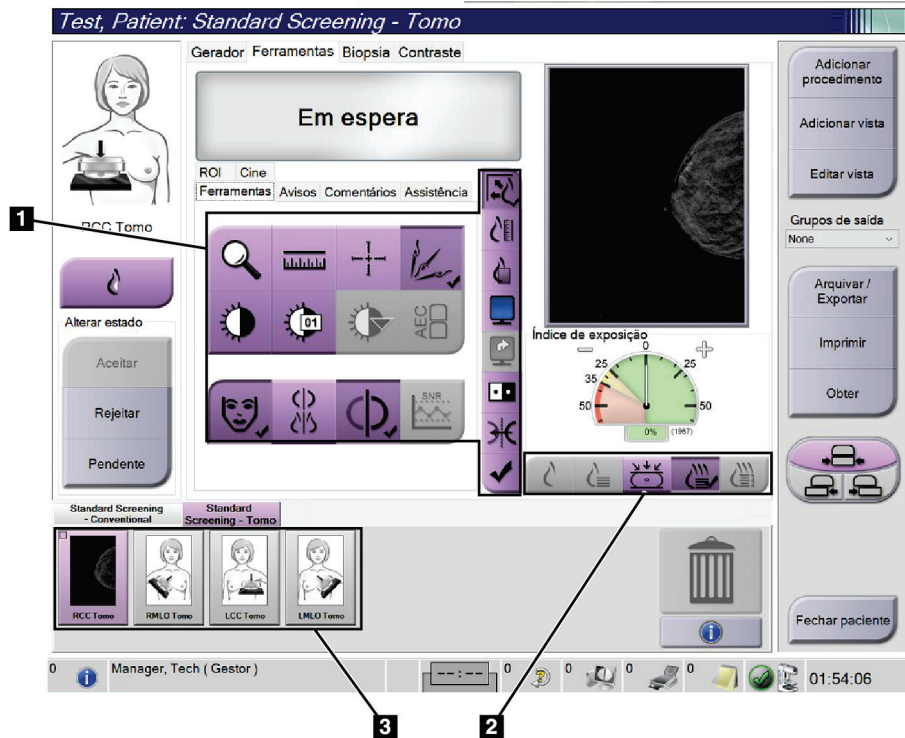 Test, Patient: Standard Screening - Tomo
Gerador Ferramentas Biopsia Contraste
Em espera
ROI Cine
Ferramentas Avisos Comentários Assistência
1
RCC Tomo
01
AEC
SNR
Alterar estado
Aceitar
Rejeitar
Pendente
Índice de exposição
0
25
25
35
50
50
0%
(1967)
Adicionar
procedimento
Adicionar vista
Editar vista
Grupos de saída
None
Arquivar /
Exportar
Imprimir
Obter
Fechar paciente
Standard Screening
- Conventional
Standard
Screening - Tomo
RCC Tomo
RMLO Tomo
LCC Tomo
LMLO Tomo
0
Manager, Tech ( Gestor )
--:--
0
0
0
0
01:54:06
3
2